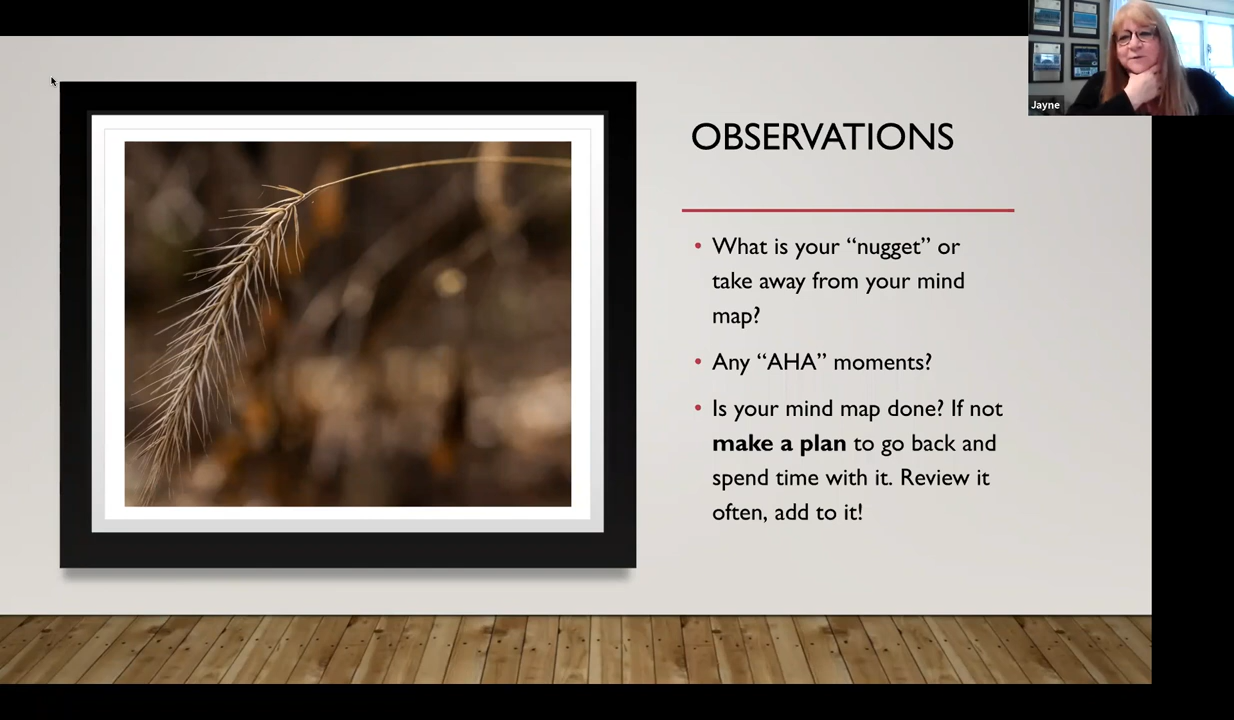 Jayne
OBSERVATIONS
• What is your “nugget” or
take away from your mind
map?
• Any “AHA” moments?
• Is your mind map done? If not
make a plan to go back and
spend time with it. Review it
often, add to it!